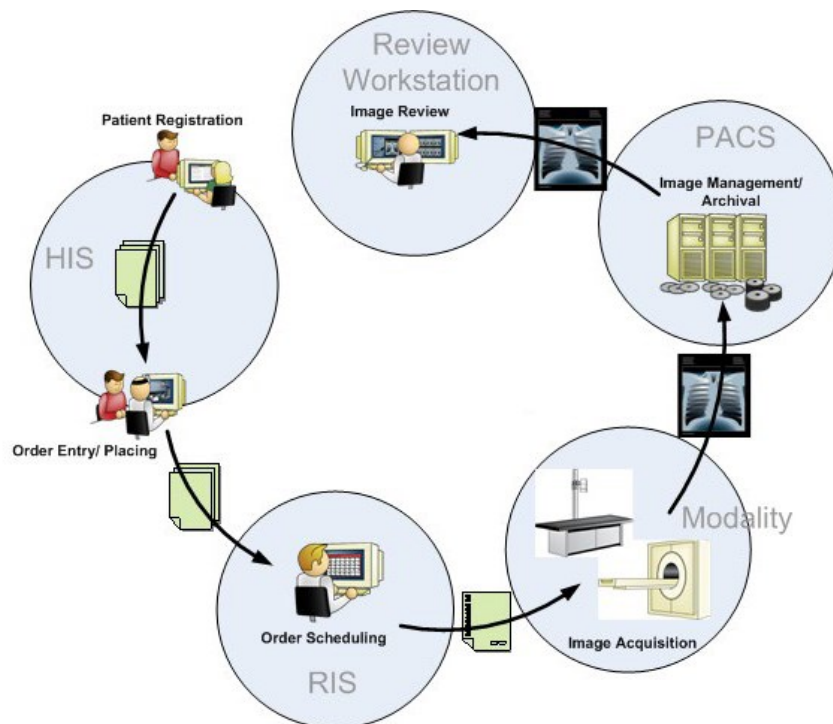 Review
Workstation
Image Review
Patient Registration
PACS
Image Management/
Archival
HIS
Order Entry/ Placing
Modality
Image Acquisition
Order Scheduling
RIS